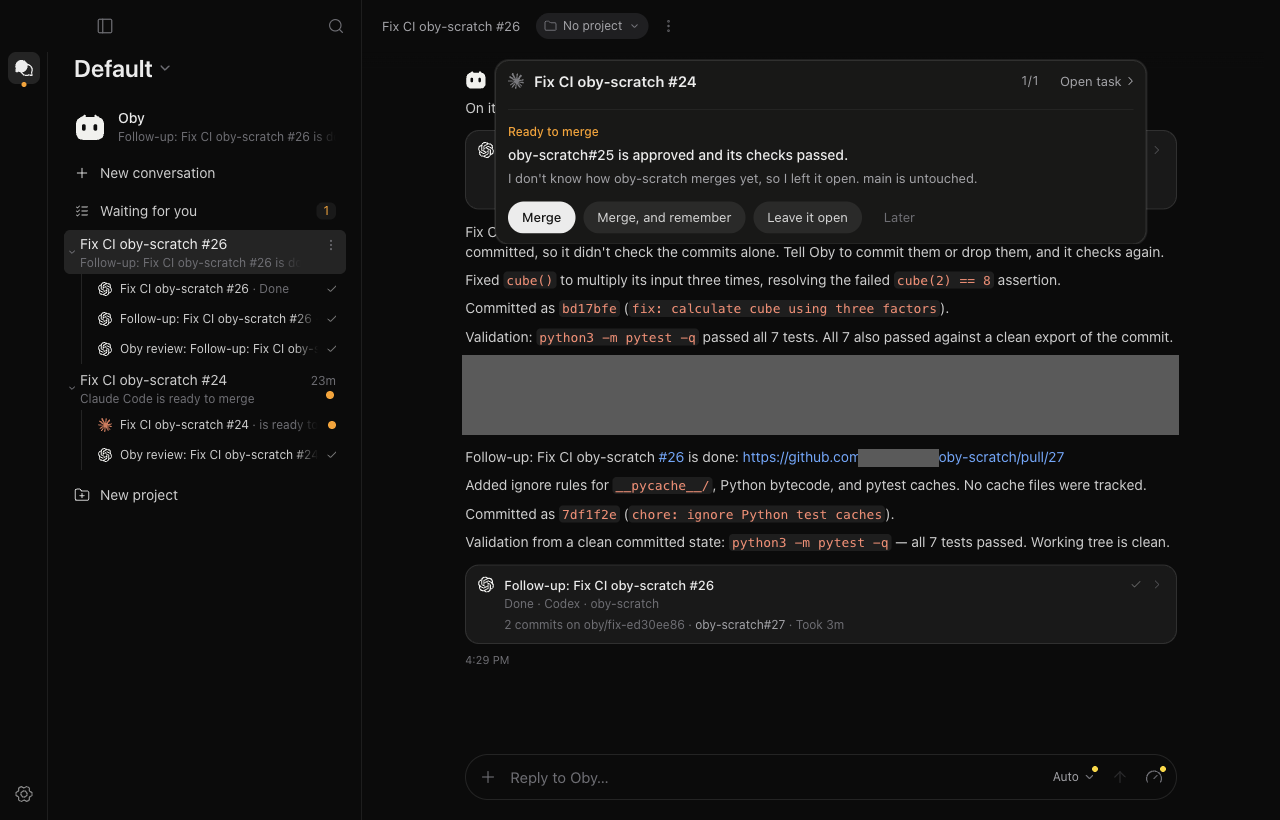 Fix CI oby-scratch #26
No project
Default
Oby
Follow-up: Fix CI oby-scratch #26 is d
New conversation
Waiting for you
1
Fix CI oby-scratch #26
Follow-up: Fix CI oby-scratch #26 is do
Fix CI oby-scratch #26 · Done
Follow-up: Fix CI oby-scratch #26
Oby review: Follow-up: Fix CI oby-s
Fix CI oby-scratch #24
23m
Claude Code is ready to merge
Fix CI oby-scratch #24 · is ready to
Oby review: Fix CI oby-scratch #24
New project
Fix CI oby-scratch #24
1/1
Open task
Ready to merge
oby-scratch#25 is approved and its checks passed.
I don't know how oby-scratch merges yet, so I left it open. main is untouched.
Merge
Merge, and remember
Leave it open
Later
On it
Fix C
committed, so it didn't check the commits alone. Tell Oby to commit them or drop them, and it checks again.
Fixed cube() to multiply its input three times, resolving the failed cube(2) == 8 assertion.
Committed as bd17bfe (fix: calculate cube using three factors).
Validation: python3 -m pytest -q passed all 7 tests. All 7 also passed against a clean export of the commit.
Follow-up: Fix CI oby-scratch #26 is done: https://github.com oby-scratch/pull/27
Added ignore rules for __pycache__/, Python bytecode, and pytest caches. No cache files were tracked.
Committed as 7df1f2e (chore: ignore Python test caches).
Validation from a clean committed state: python3 -m pytest -q — all 7 tests passed. Working tree is clean.
Follow-up: Fix CI oby-scratch #26
Done · Codex · oby-scratch
2 commits on oby/fix-ed30ee86 · oby-scratch#27 · Took 3m
4:29 PM
Reply to Oby...
Auto